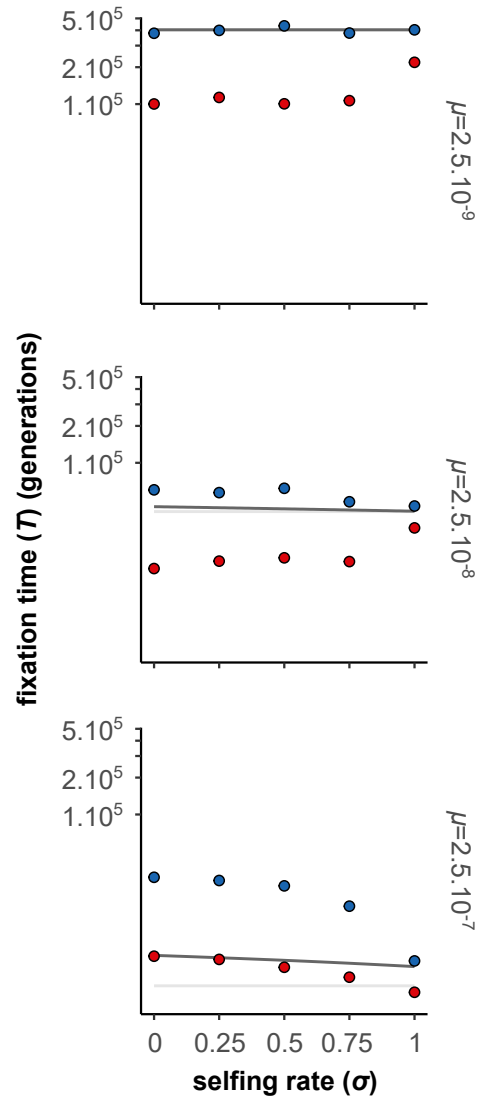 5.10⁵
2.10⁵
1.10⁵
μ=2.5.10⁻⁹
fixation time (T) (generations)
5.10⁵
2.10⁵
1.10⁵
μ=2.5.10⁻⁸
5.10⁵
2.10⁵
1.10⁵
μ=2.5.10⁻⁷
0 0.25 0.5 0.75 1
selfing rate (σ)